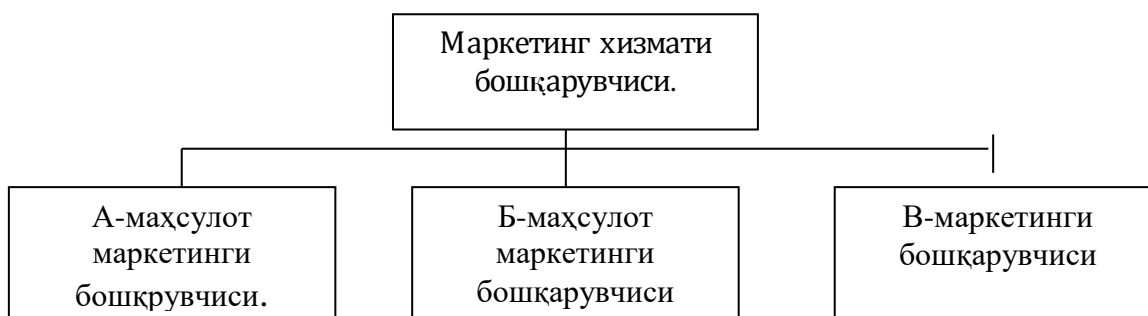 Маркетинг хизмати
бошқарувчиси.
А-маҳсулот
маркетинги
бошқрувчиси.
Б-маҳсулот
маркетинги
бошқарувчиси
В-маркетинги
бошқарувчиси